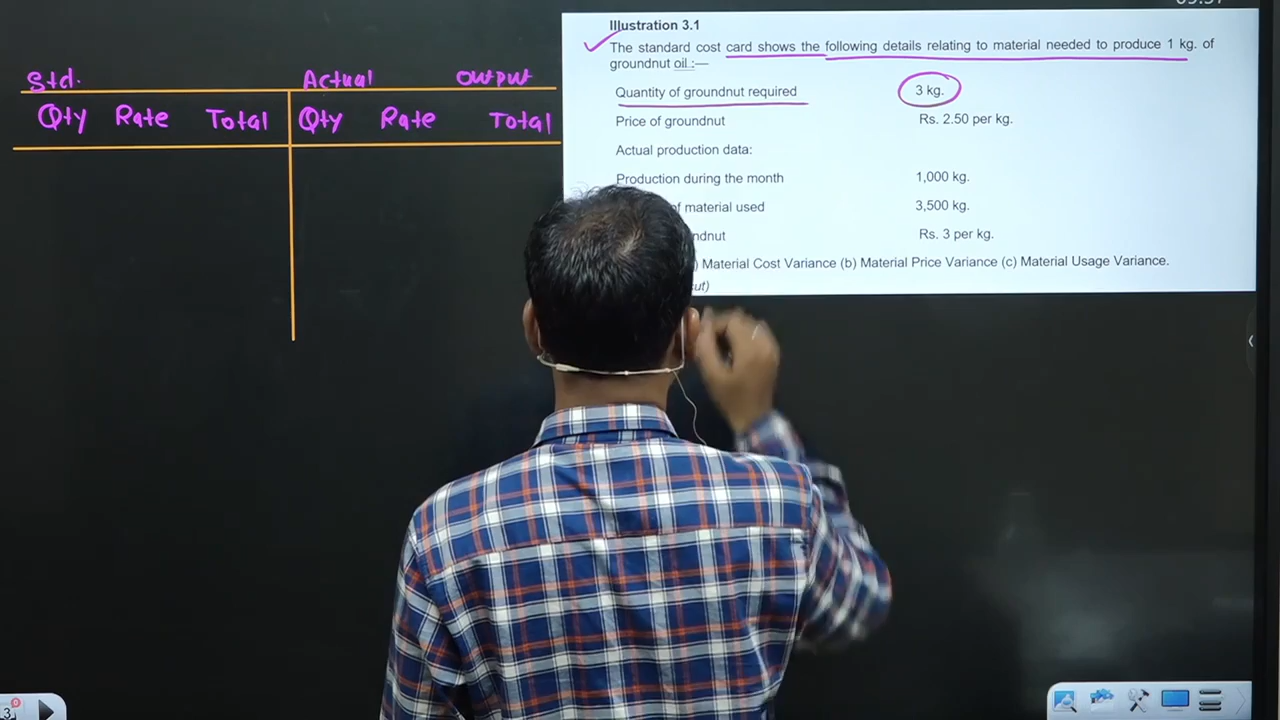 Std. Actual Output
Qty Rate Total Qty Rate Total
Illustration 3.1
The standard cost card shows the following details relating to material needed to produce 1 kg. of
groundnut oil :—
Quantity of groundnut required 3 kg.
Price of groundnut Rs. 2.50 per kg.
Actual production data:
Production during the month 1,000 kg.
of material used 3,500 kg.
Rs. 3 per kg.
Material Cost Variance (b) Material Price Variance (c) Material Usage Variance.
3